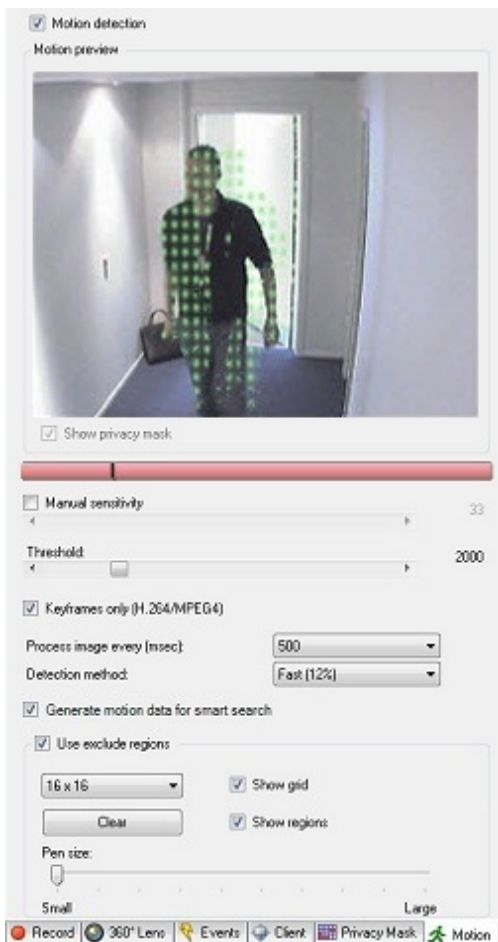 Motion detection
Motion preview
Show privacy mask
Manual sensitivity
33
Threshold:
2000
Keyframes only (H.264/MPEG4)
Process image every (msec):
500
Detection method:
Fast (12%)
Generate motion data for smart search
Use exclude regions
16 x 16
Show grid
Clear
Show regions
Pen size:
Small Large
Record 360° Lens Events Client Privacy Mask Motion